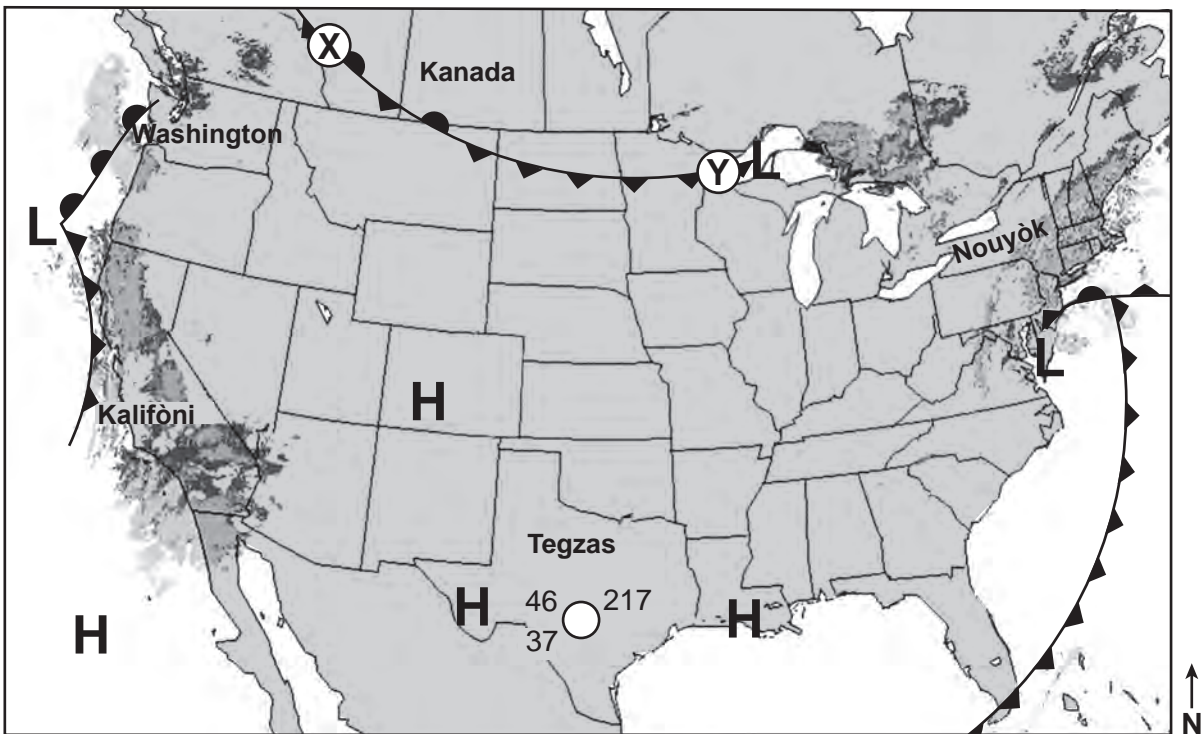 X
Kanada
Washington
Y
L
L
Nouyòk
L
H
Kalifòni
Tegzas
H
46
217
37
H
H
N